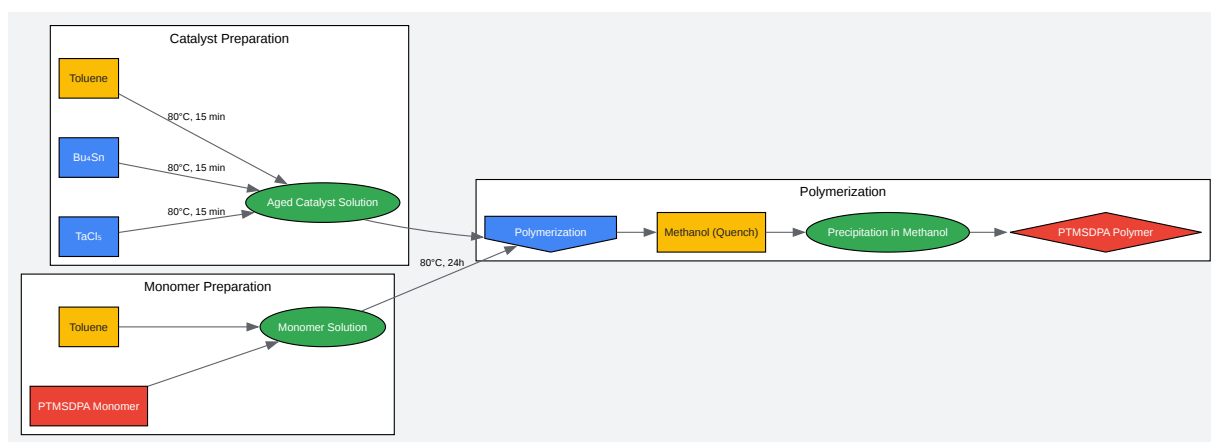 Catalyst Preparation
Toluene
80°C, 15 min
Bu₄Sn
80°C, 15 min
TaCl₅
80°C, 15 min
Aged Catalyst Solution
Monomer Preparation
Toluene
PTMSDPA Monomer
Monomer Solution
80°C, 24h
Polymerization
Polymerization
Methanol (Quench)
Precipitation in Methanol
PTMSDPA Polymer